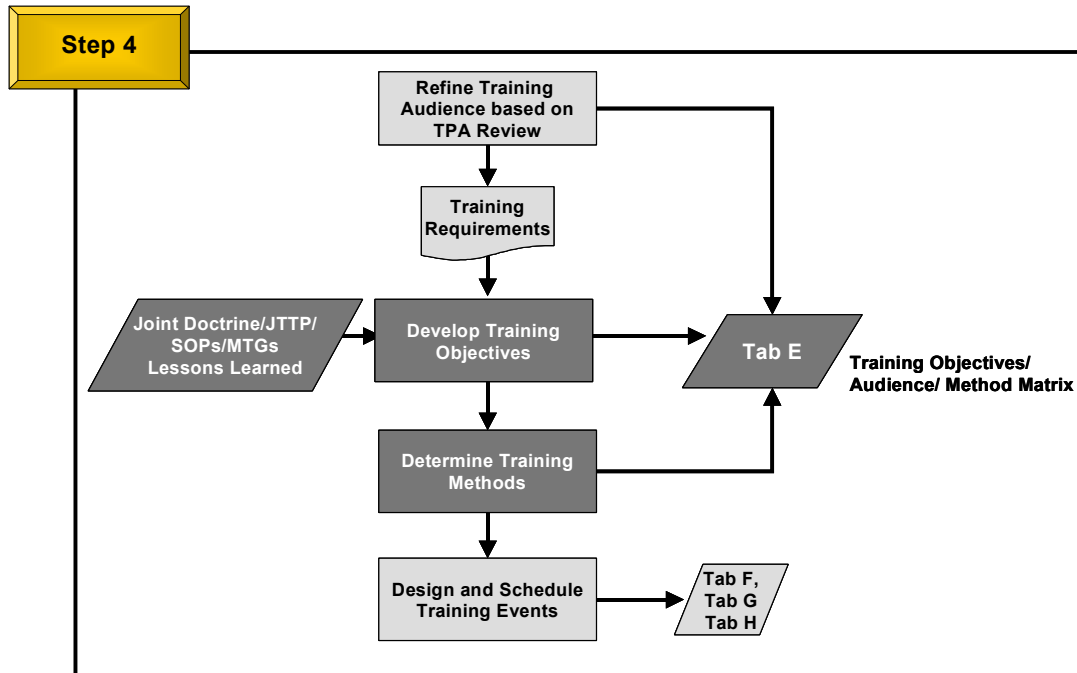 Step 4
Refine Training
Audience based on
TPA Review
Training
Requirements
Joint Doctrine/JTTP/
SOPs/MTGs
Lessons Learned
Develop Training
Objectives
Tab E
Training Objectives/
Audience/ Method Matrix
Determine Training
Methods
Design and Schedule
Training Events
Tab F,
Tab G
Tab H